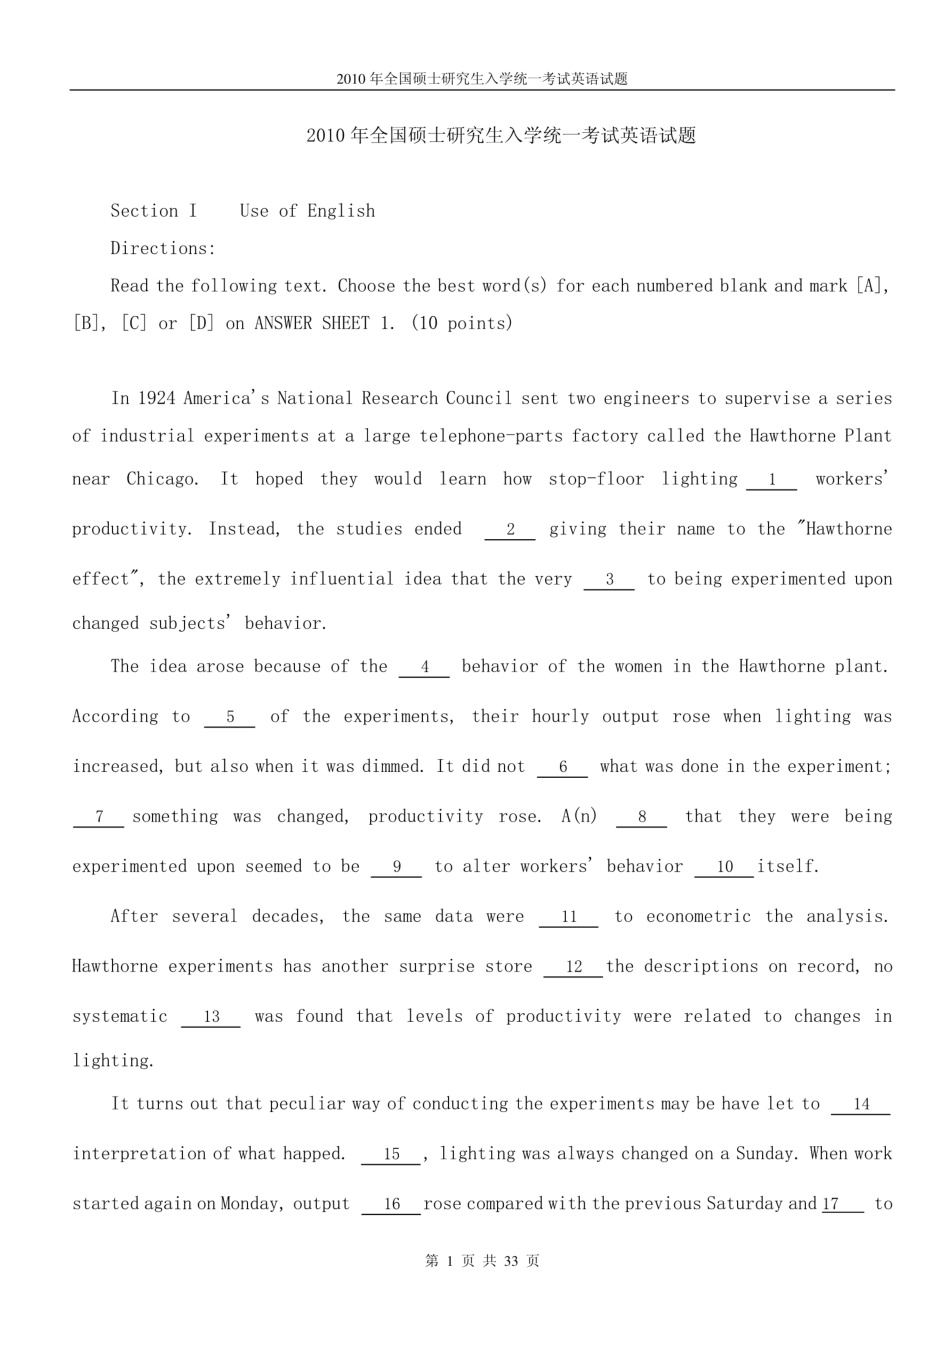 2010 年全国硕士研究生入学统一考试英语试题
2010 年全国硕士研究生入学统一考试英语试题
Section I Use of English
Directions:
Read the following text. Choose the best word(s) for each numbered blank and mark [A],
[B], [C] or [D] on ANSWER SHEET 1. (10 points)
In 1924 America's National Research Council sent two engineers to supervise a series
of industrial experiments at a large telephone-parts factory called the Hawthorne Plant
near Chicago. It hoped they would learn how stop-floor lighting 1 workers'
productivity. Instead, the studies ended 2 giving their name to the "Hawthorne
effect", the extremely influential idea that the very 3 to being experimented upon
changed subjects' behavior.
The idea arose because of the 4 behavior of the women in the Hawthorne plant.
According to 5 of the experiments, their hourly output rose when lighting was
increased, but also when it was dimmed. It did not 6 what was done in the experiment;
7 something was changed, productivity rose. A(n) 8 that they were being
experimented upon seemed to be 9 to alter workers' behavior 10 itself.
After several decades, the same data were 11 to econometric the analysis.
Hawthorne experiments has another surprise store 12 the descriptions on record, no
systematic 13 was found that levels of productivity were related to changes in
lighting.
It turns out that peculiar way of conducting the experiments may be have let to 14
interpretation of what happed. 15 , lighting was always changed on a Sunday. When work
started again on Monday, output 16 rose compared with the previous Saturday and 17 to
第 1 页 共 33 页